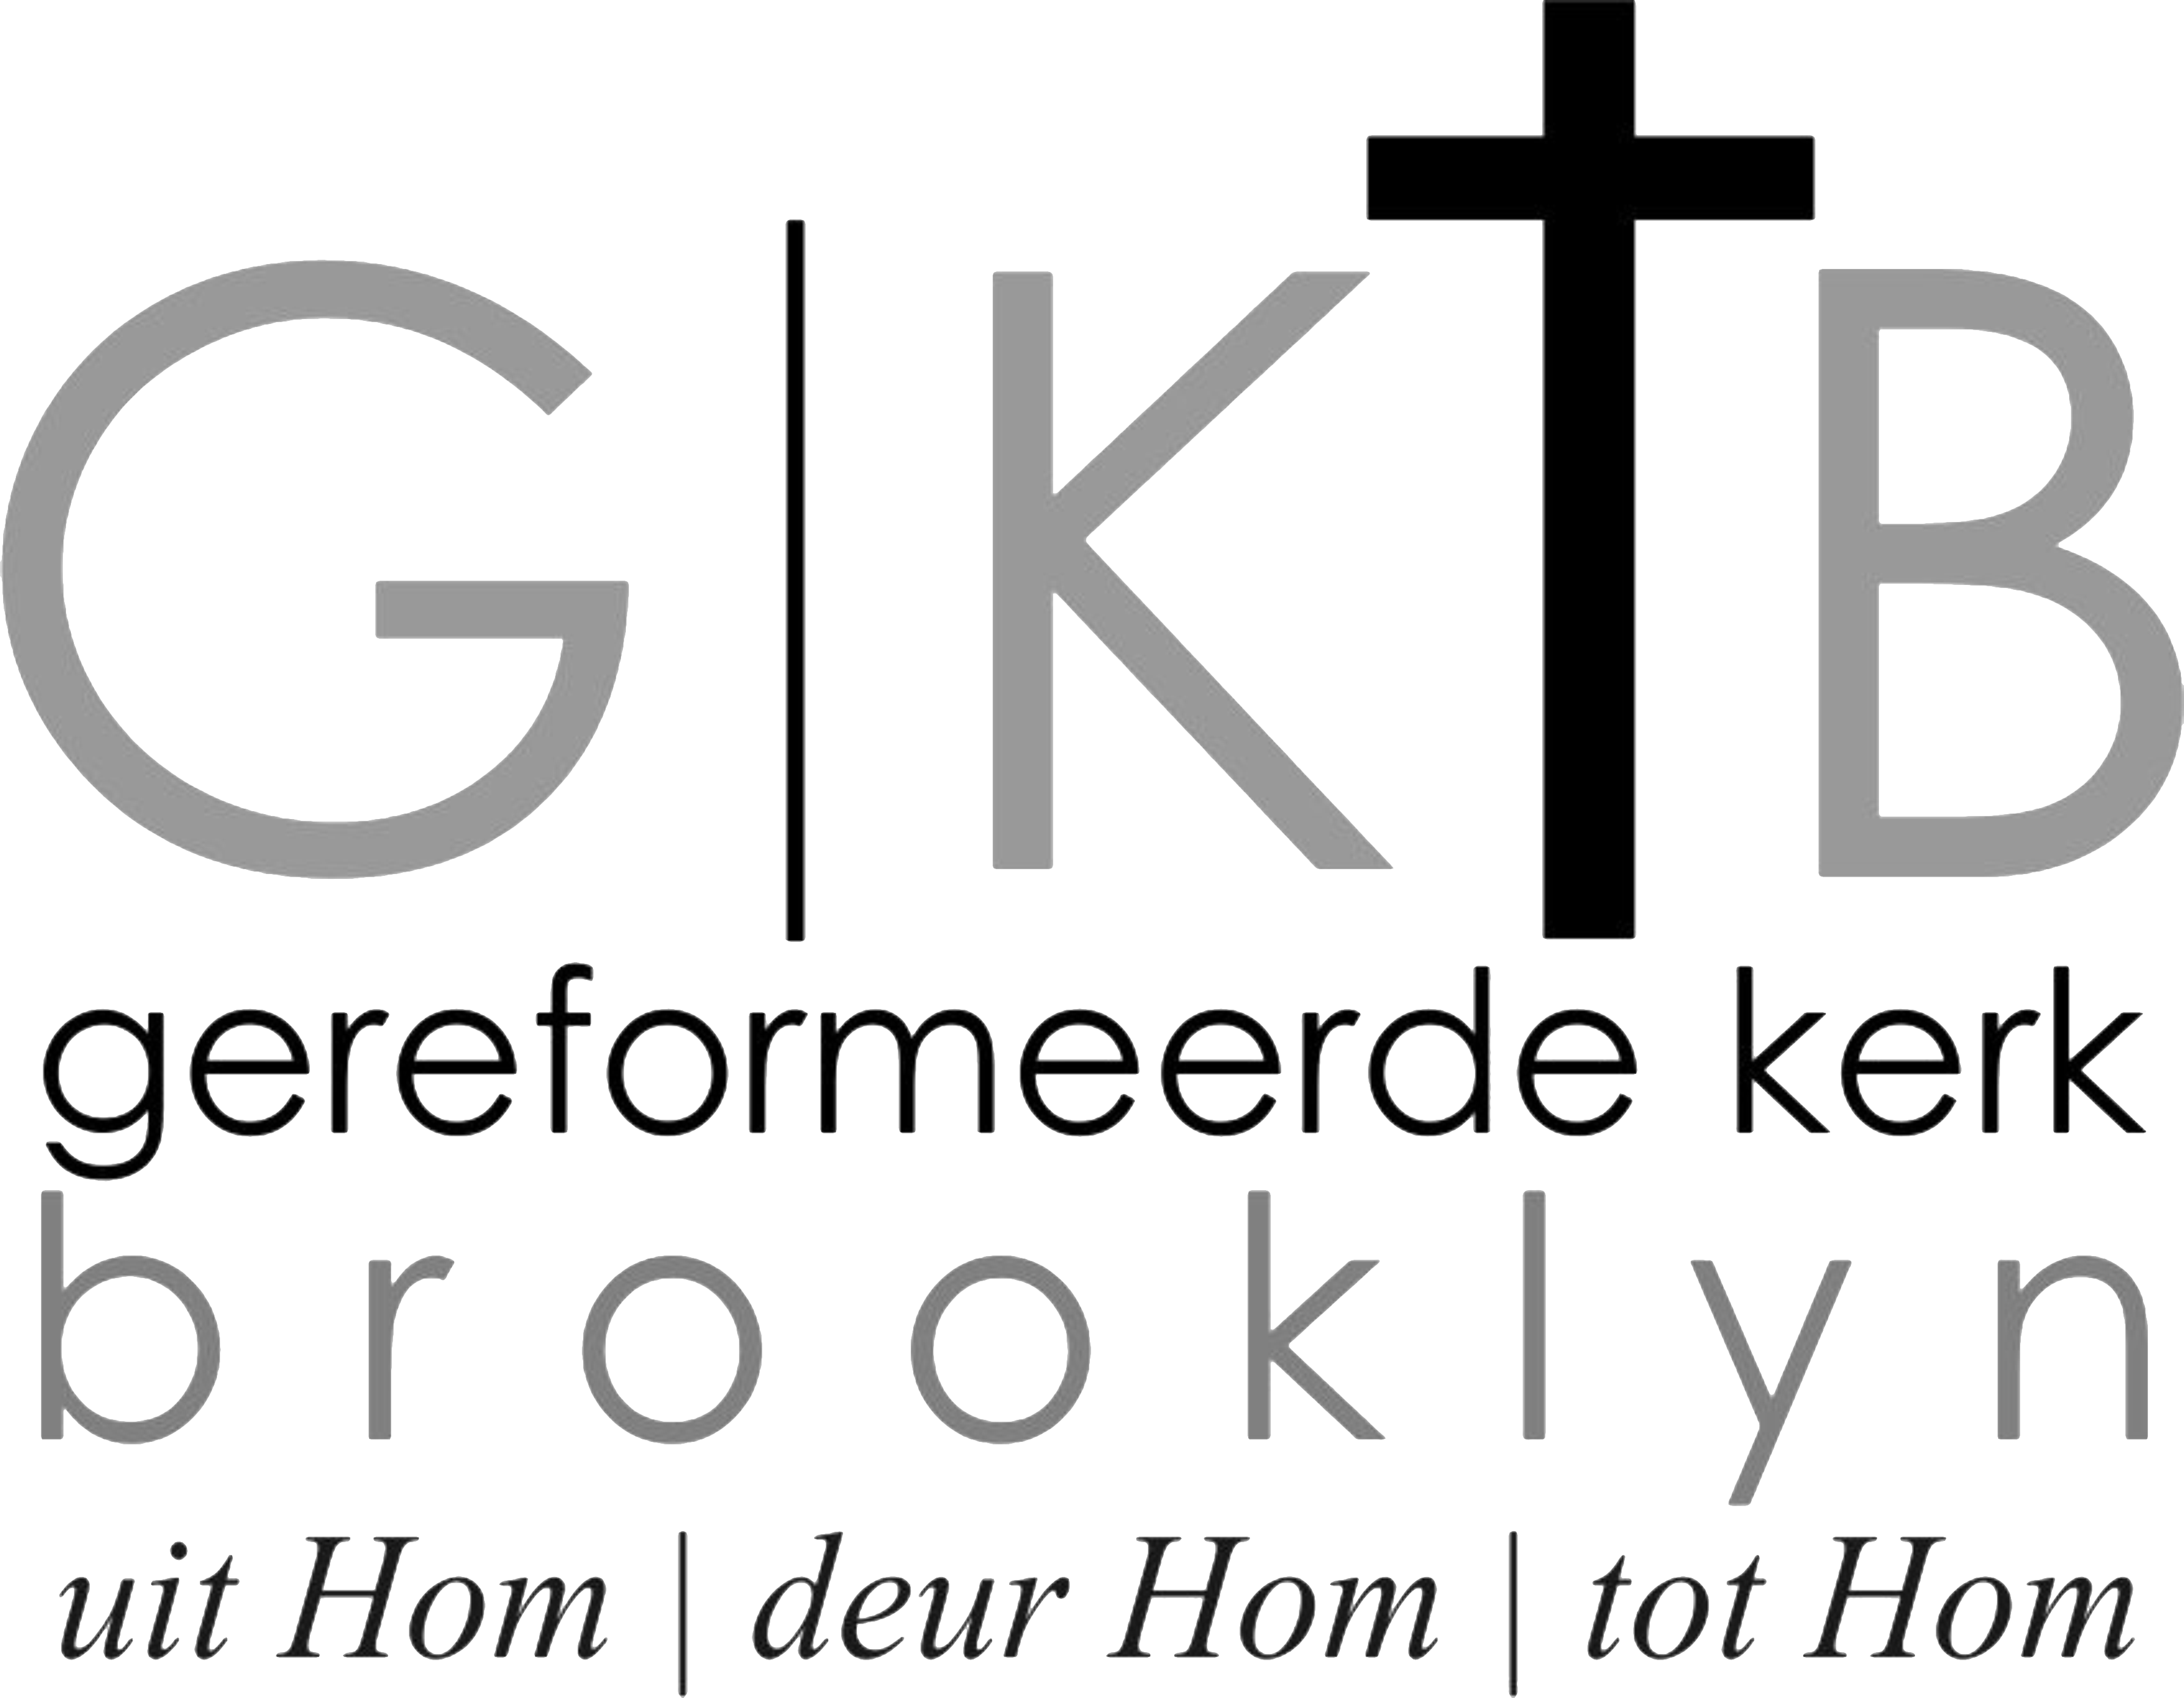 G|K B
gereformeerde kerk
brooklyn
uit Hom | deur Hom | tot Hom